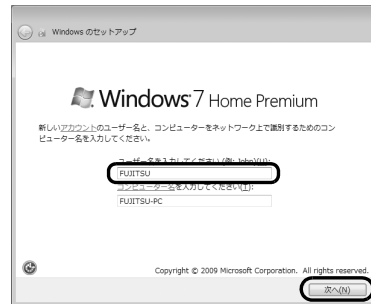 Windows のセットアップ
Windows 7 Home Premium
新しいアカウントのユーザー名と、コンピューターをネットワーク上で識別するためのコン
ピューター名を入力してください。
ユーザー名を入力してください (例: John)(U):
FUJITSU
コンピューター名を入力してください(T):
FUJITSU-PC
Copyright © 2009 Microsoft Corporation. All rights reserved.
次へ(N)